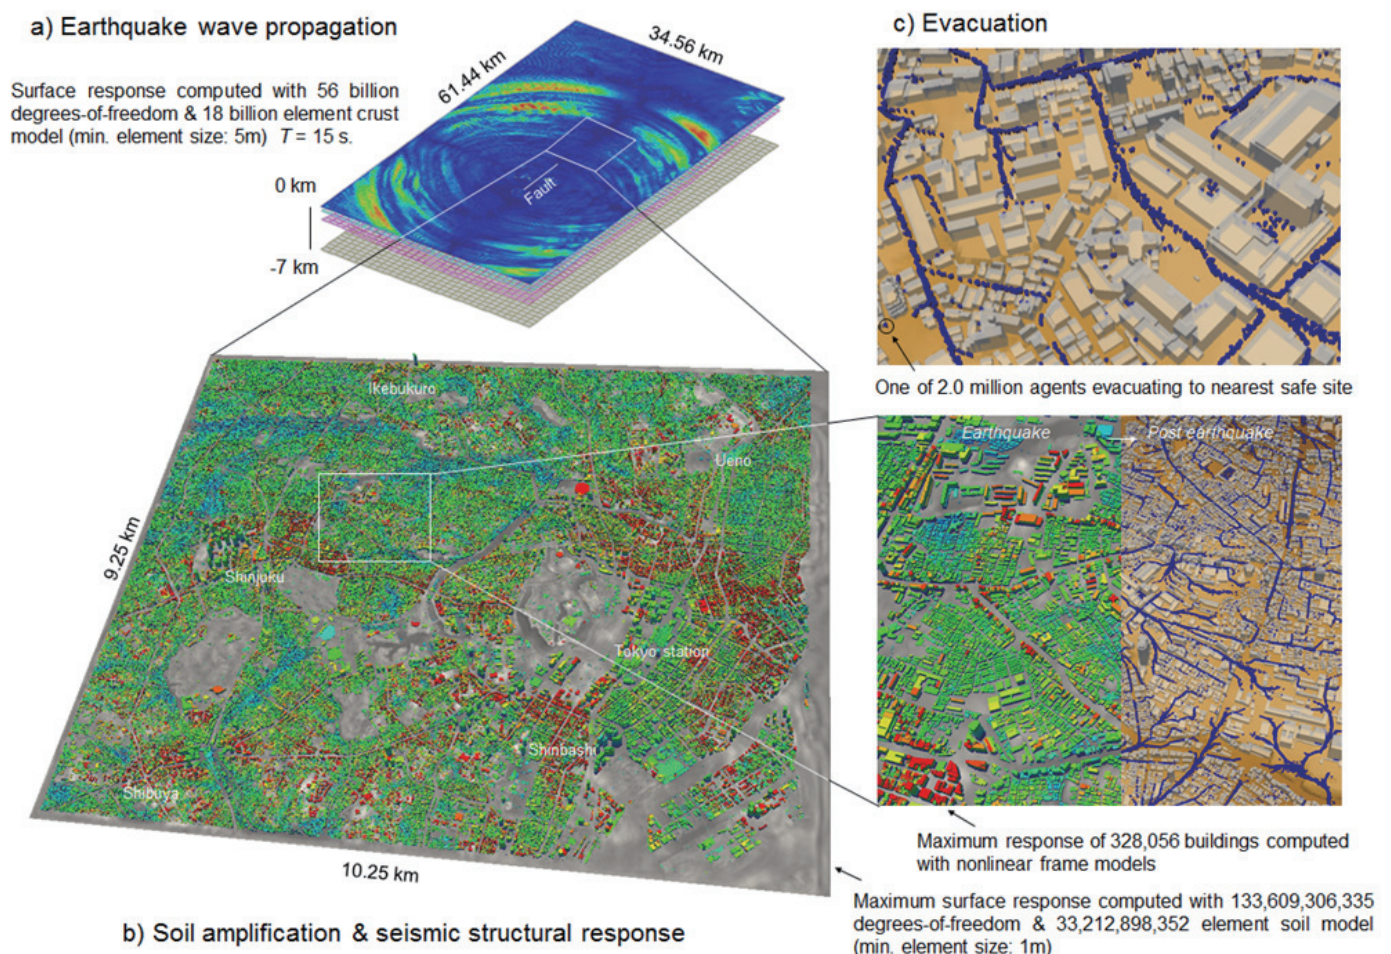 a) Earthquake wave propagation
Surface response computed with 56 billion
degrees-of-freedom & 18 billion element crust
model (min. element size: 5m) T = 15 s.
61.44 km
34.56 km
0 km
-7 km
Fault
c) Evacuation
One of 2.0 million agents evacuating to nearest safe site
Earthquake
Post earthquake
Ikebukuro
Ueno
Shinjuku
Tokyo station
Shinbashi
Shibuya
9.25 km
10.25 km
Maximum response of 328,056 buildings computed
with nonlinear frame models
Maximum surface response computed with 133,609,306,335
degrees-of-freedom & 33,212,898,352 element soil model
(min. element size: 1m)
b) Soil amplification & seismic structural response